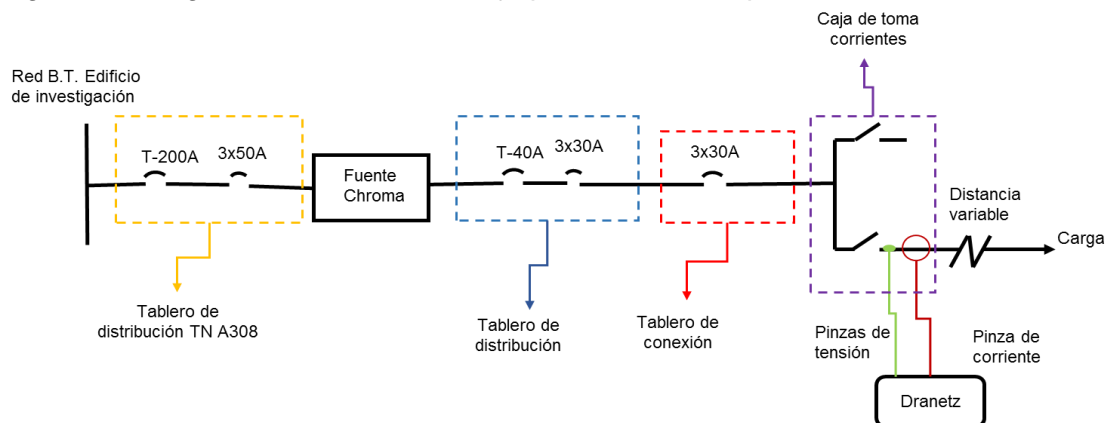 Caja de toma
corrientes
Red B.T. Edificio
de investigación
T-200A
3x50A
Fuente
Chroma
T-40A
3x30A
3x30A
Distancia
variable
Carga
Tablero de
distribución TN A308
Tablero de
distribución
Tablero de
conexión
Pinzas de
tensión
Pinza de
corriente
Dranetz